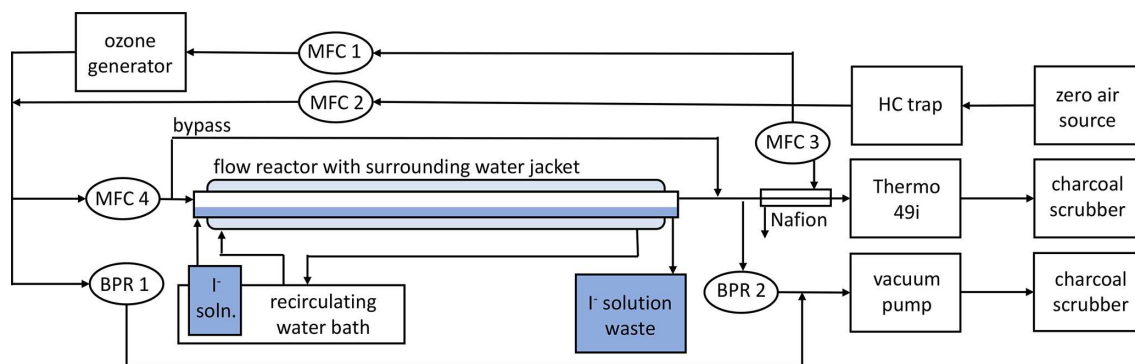 ozone
generator
MFC 1
MFC 2
HC trap
zero air
source
bypass
MFC 3
flow reactor with surrounding water jacket
MFC 4
Nafion
Thermo
49i
charcoal
scrubber
BPR 1
I-
soln.
recirculating
water bath
I- solution
waste
BPR 2
vacuum
pump
charcoal
scrubber